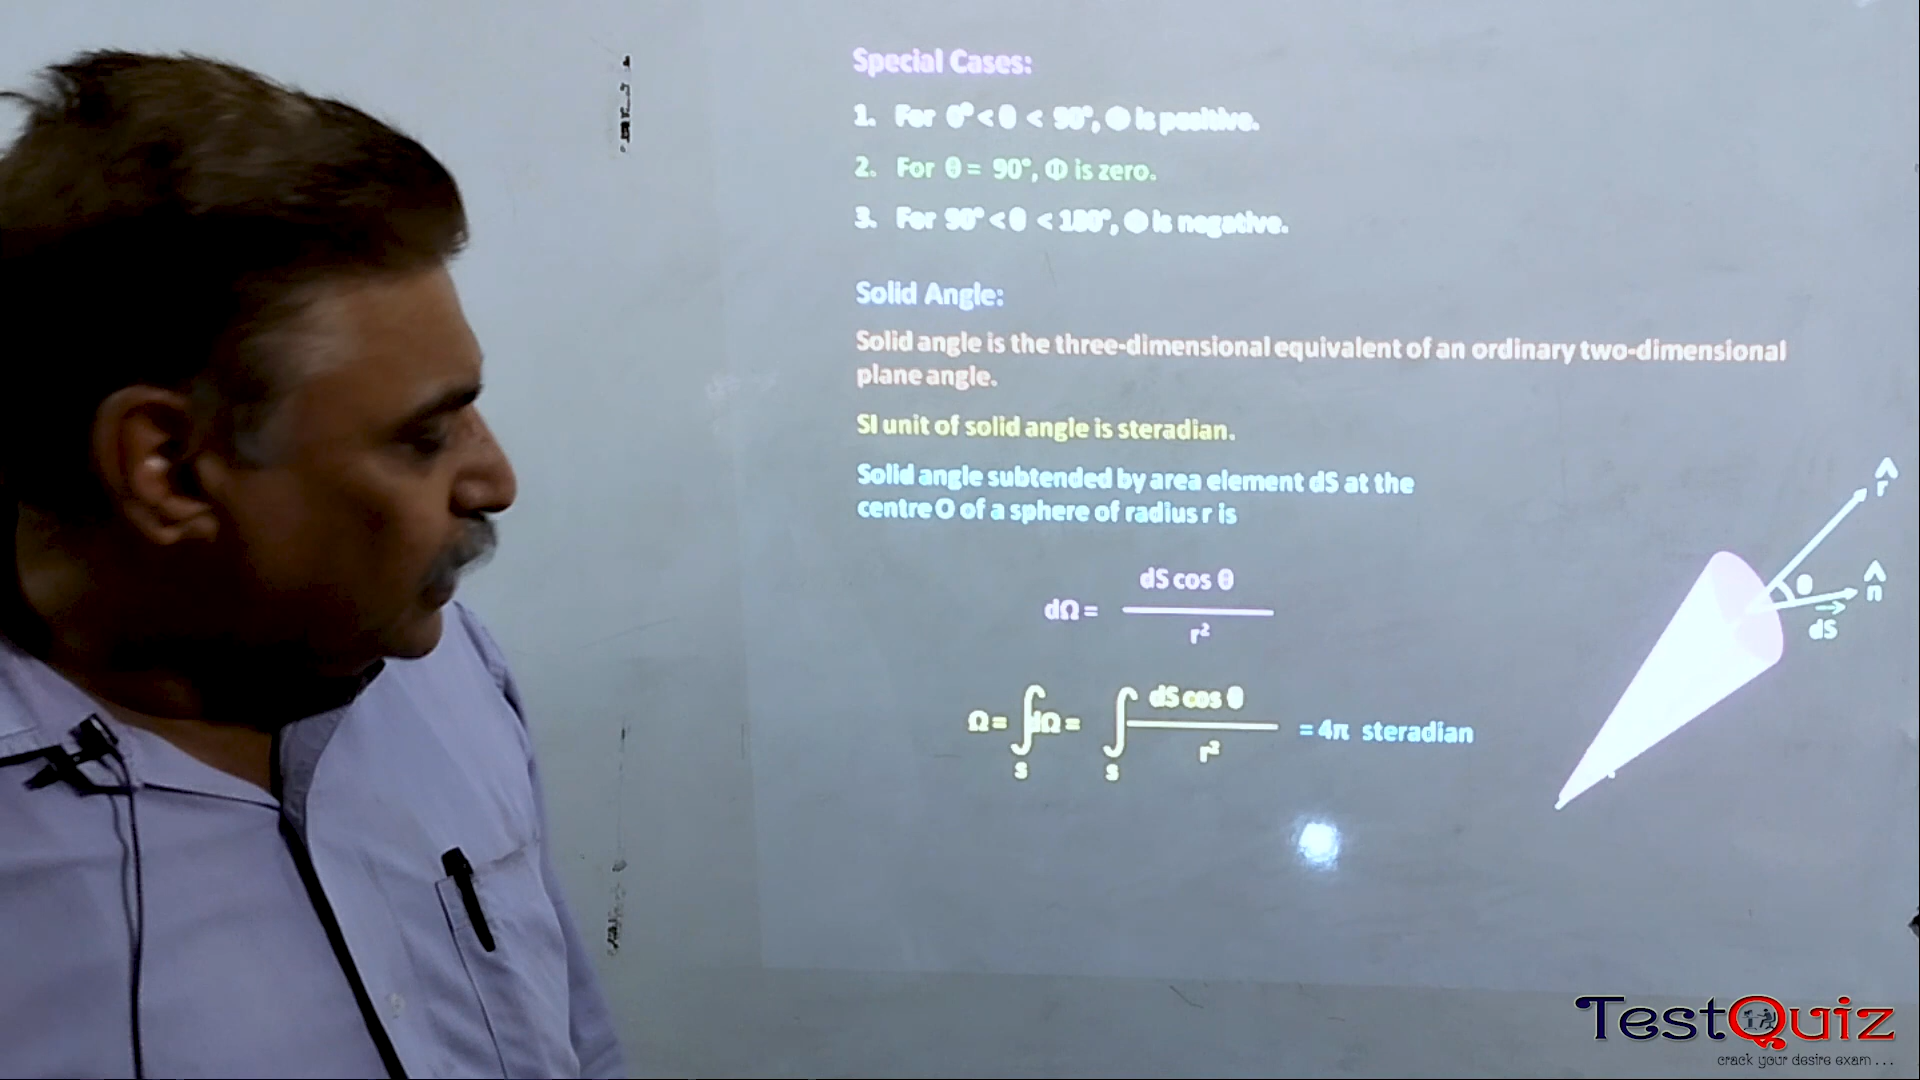 Special Cases:
1. For 0° < θ < 90°, Φ is positive.
2. For θ = 90°, Φ is zero.
3. For 90° < θ < 180°, Φ is negative.
Solid Angle:
Solid angle is the three-dimensional equivalent of an ordinary two-dimensional
plane angle.
SI unit of solid angle is steradian.
Solid angle subtended by area element dS at the
centre O of a sphere of radius r is
dΩ = dS cos θ / r²
Ω = ∫S dΩ = ∫S dS cos θ / r² = 4π steradian
r̂
θ
n̂
dS⃗
TestQuiz
crack your desire exam . . .